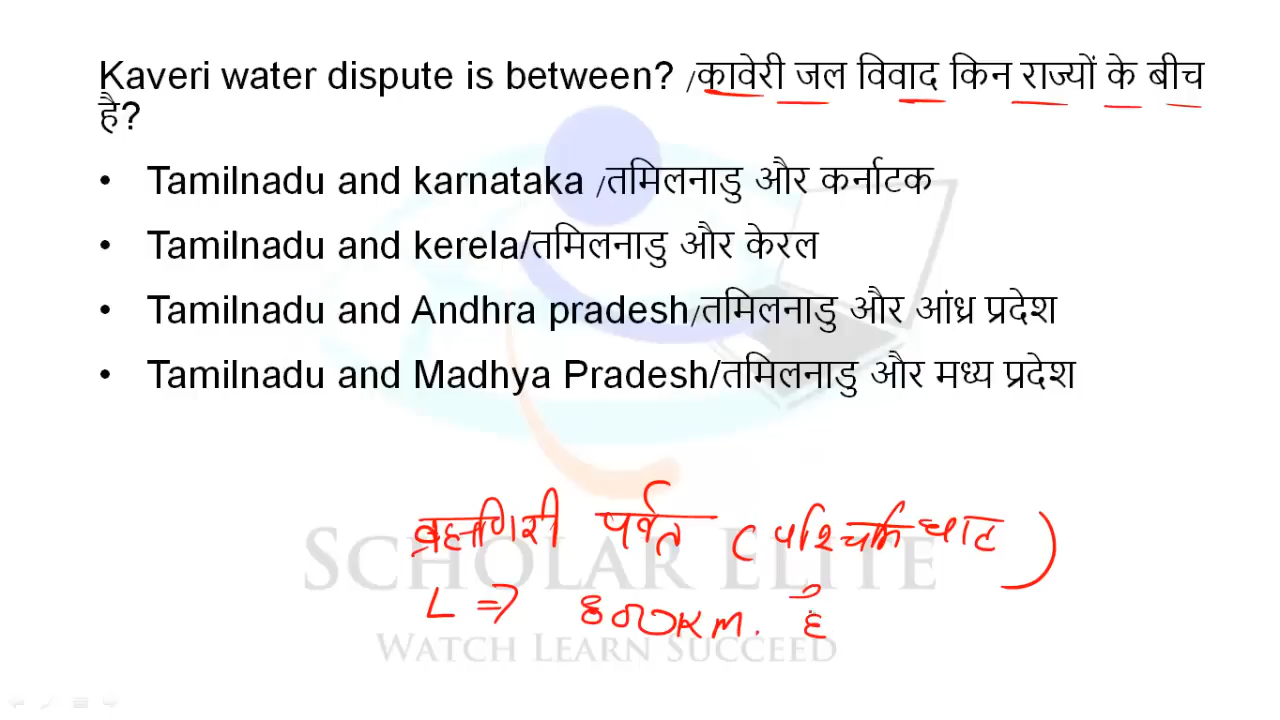 Kaveri water dispute is between? /कावेरी जल विवाद किन राज्यों के बीच
है?
• Tamilnadu and karnataka /तमिलनाडु और कर्नाटक
• Tamilnadu and kerela/तमिलनाडु और केरल
• Tamilnadu and Andhra pradesh/तमिलनाडु और आंध्र प्रदेश
• Tamilnadu and Madhya Pradesh/तमिलनाडु और मध्य प्रदेश
ब्रह्मगिरी पर्वत (पश्चिमी घाट)
SCHOLAR ELITE
L => 800KM. है
WATCH LEARN SUCCEED